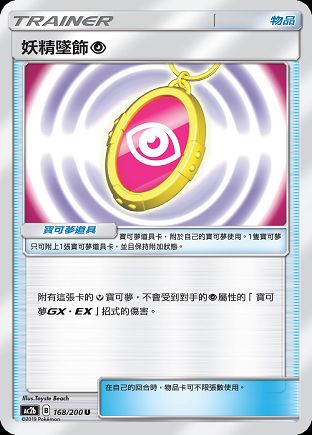 TRAINER 物品
妖精墜飾
寶可夢道具
寶可夢道具卡，附於自己的寶可夢使用。1隻寶可夢
只可附上1張寶可夢道具卡，並且保持附加狀態。
附有這張卡的寶可夢，不會受到對手的屬性的「寶可
夢GX・EX」招式的傷害。
Illus.Toyste Beach
AC2b B 168/200 U
©2019 Pokémon
在自己的回合時，物品卡可不限張數使用。